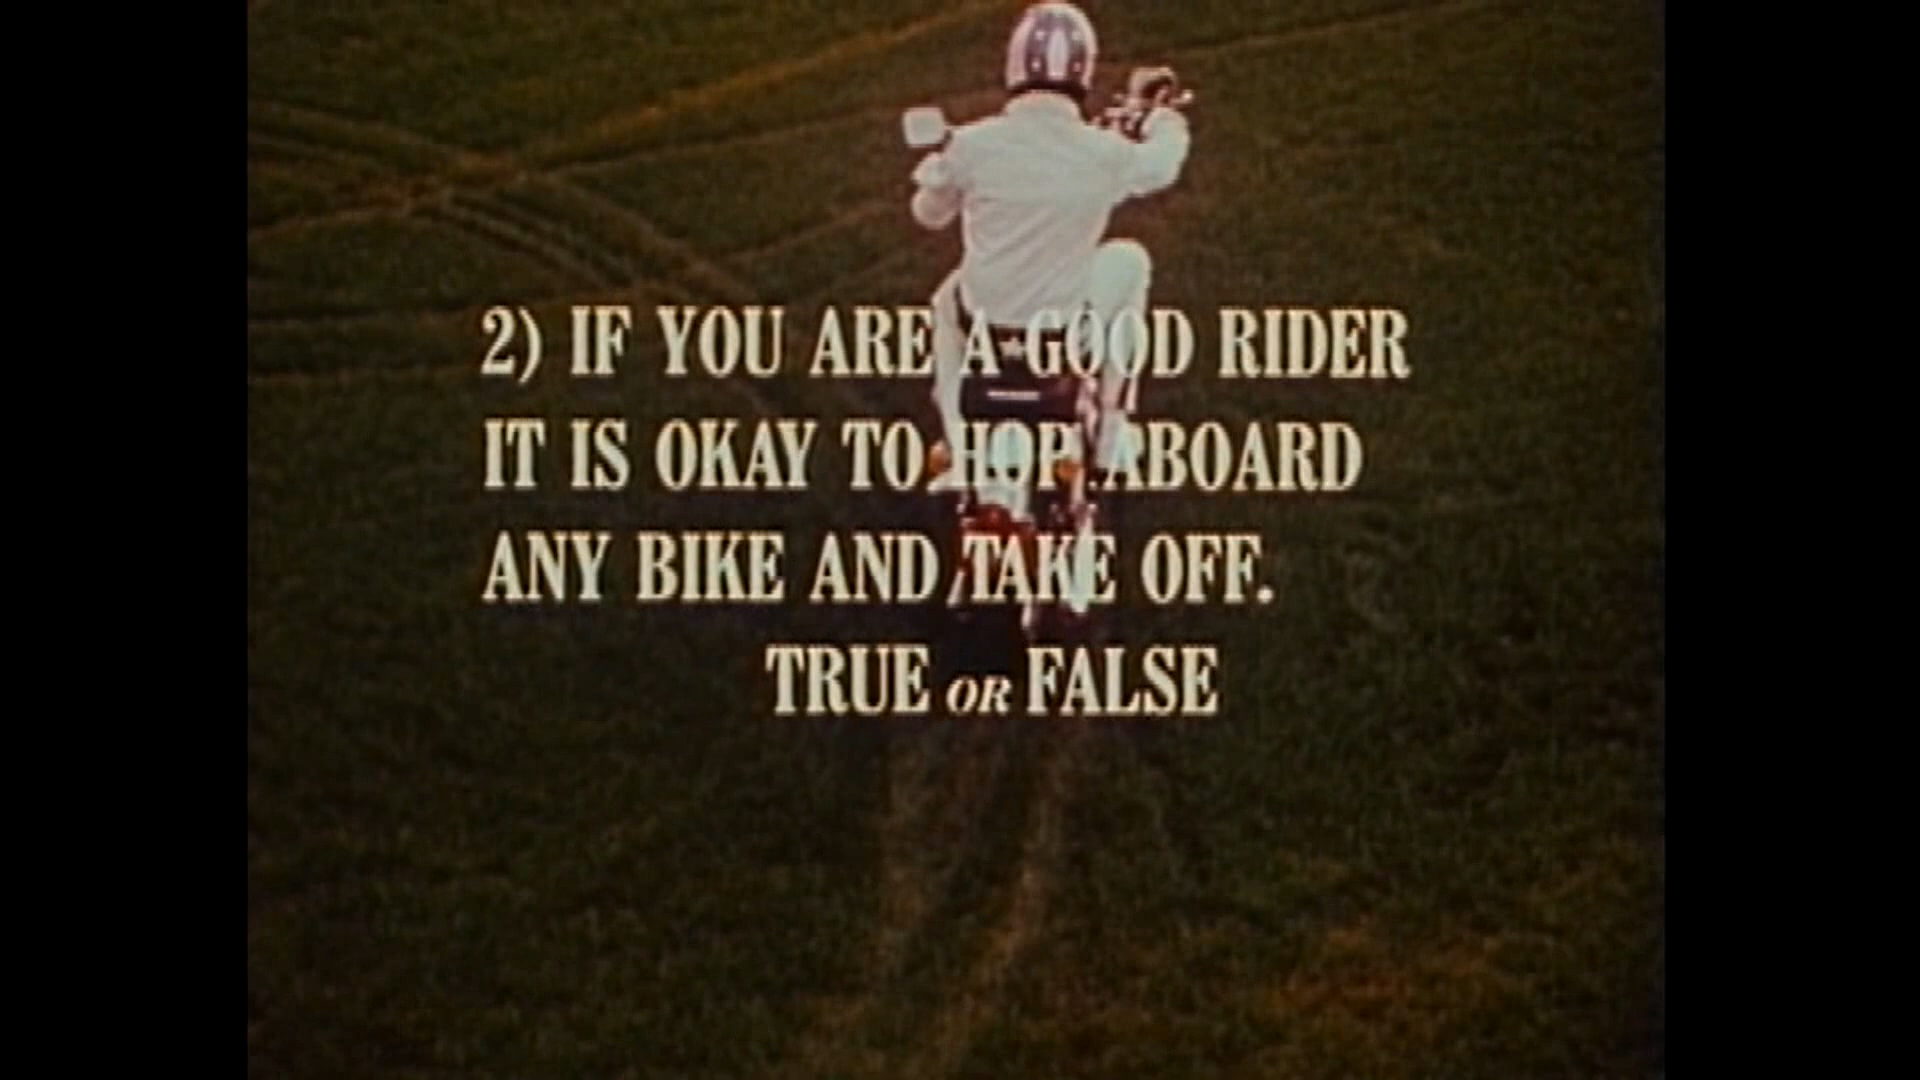 2) IF YOU ARE A GOOD RIDER
IT IS OKAY TO HOP ABOARD
ANY BIKE AND TAKE OFF.
TRUE OR FALSE